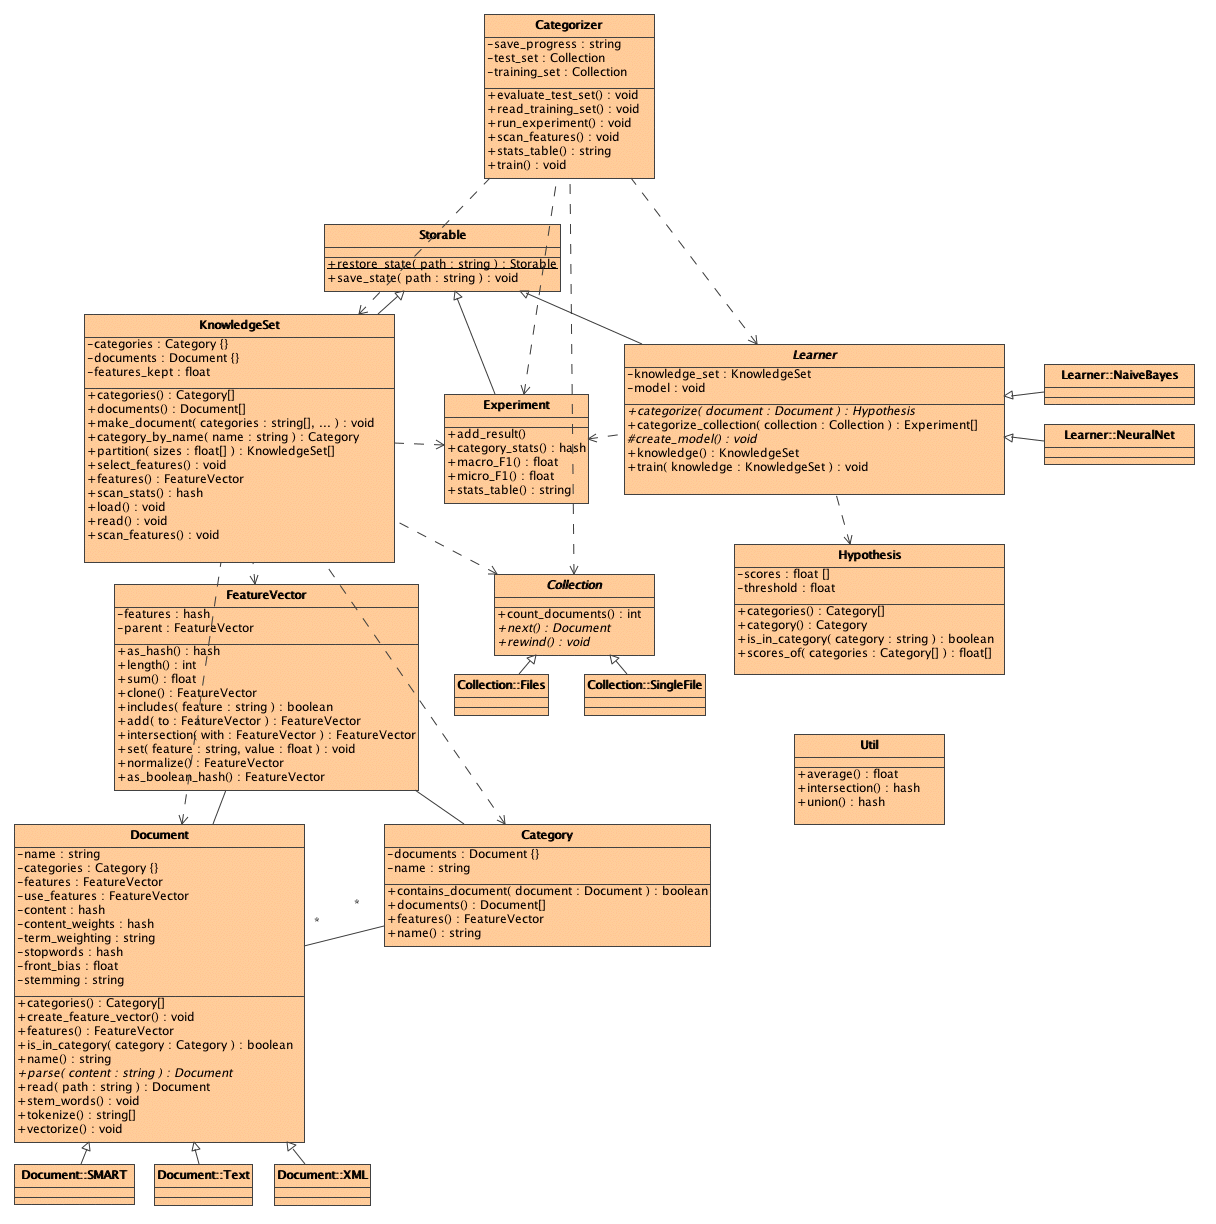 Categorizer
-save_progress : string
-test_set : Collection
-training_set : Collection
+evaluate_test_set() : void
+read_training_set() : void
+run_experiment() : void
+scan_features() : void
+stats_table() : string
+train() : void
Storable
+restore_state( path : string ) : Storable
+save_state( path : string ) : void
KnowledgeSet
-categories : Category {}
-documents : Document {}
-features_kept : float
+categories() : Category[]
+documents() : Document[]
+make_document( categories : string[], ... ) : void
+category_by_name( name : string ) : Category
+partition( sizes : float[] ) : KnowledgeSet[]
+select_features() : void
+features() : FeatureVector
+scan_stats() : hash
+load() : void
+read() : void
+scan_features() : void
Experiment
+add_result()
+category_stats() : hash
+macro_F1() : float
+micro_F1() : float
+stats_table() : string
Learner
-knowledge_set : KnowledgeSet
-model : void
+categorize( document : Document ) : Hypothesis
+categorize_collection( collection : Collection ) : Experiment[]
#create_model() : void
+knowledge() : KnowledgeSet
+train( knowledge : KnowledgeSet ) : void
Learner::NaiveBayes
Learner::NeuralNet
Hypothesis
-scores : float []
-threshold : float
+categories() : Category[]
+category() : Category
+is_in_category( category : string ) : boolean
+scores_of( categories : Category[] ) : float[]
FeatureVector
-features : hash
-parent : FeatureVector
+as_hash() : hash
+length() : int
+sum() : float
+clone() : FeatureVector
+includes( feature : string ) : boolean
+add( to : FeatureVector ) : FeatureVector
+intersection( with : FeatureVector ) : FeatureVector
+set( feature : string, value : float ) : void
+normalize() : FeatureVector
+as_boolean_hash() : FeatureVector
Collection
+count_documents() : int
+next() : Document
+rewind() : void
Collection::Files
Collection::SingleFile
Util
+average() : float
+intersection() : hash
+union() : hash
Document
-name : string
-categories : Category {}
-features : FeatureVector
-use_features : FeatureVector
-content : hash
-content_weights : hash
-term_weighting : string
-stopwords : hash
-front_bias : float
-stemming : string
+categories() : Category[]
+create_feature_vector() : void
+features() : FeatureVector
+is_in_category( category : Category ) : boolean
+name() : string
+parse( content : string ) : Document
+read( path : string ) : Document
+stem_words() : void
+tokenize() : string[]
+vectorize() : void
*
*
Category
-documents : Document {}
-name : string
+contains_document( document : Document ) : boolean
+documents() : Document[]
+features() : FeatureVector
+name() : string
Document::SMART
Document::Text
Document::XML